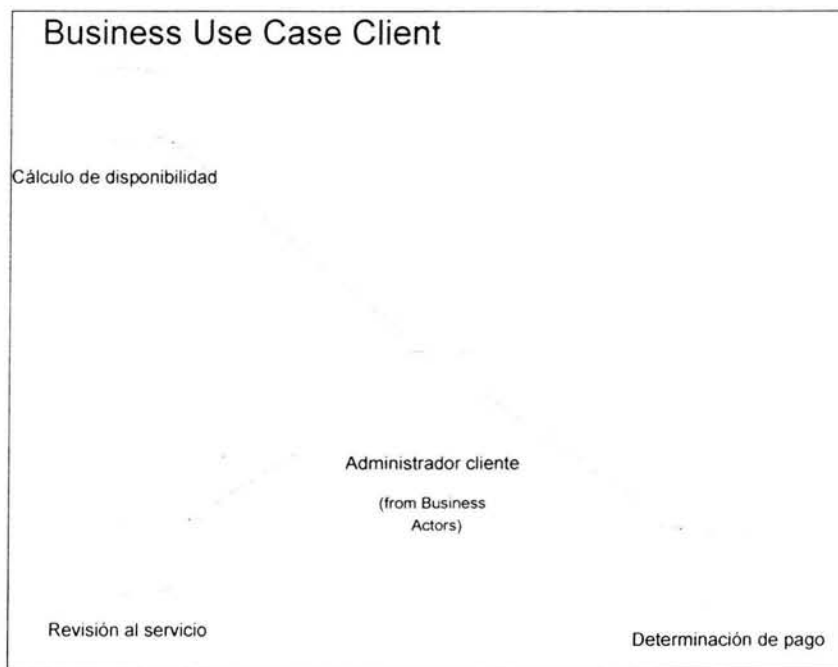 Business Use Case Client
Cálculo de disponibilidad
Administrador cliente
(from Business
Actors)
Revisión al servicio
Determinación de pago